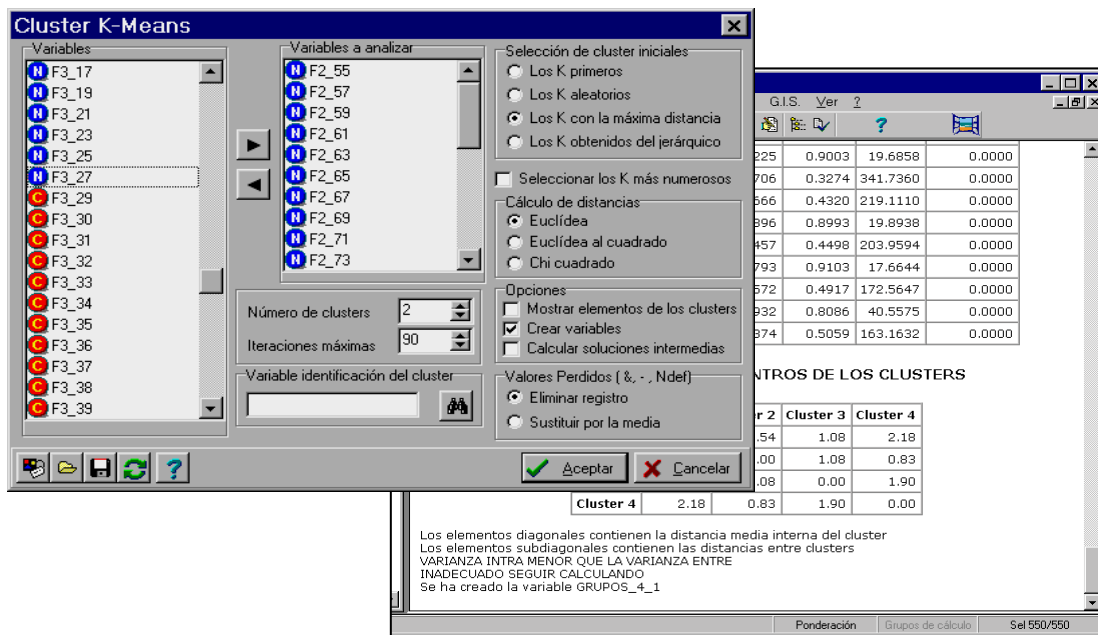 Cluster K-Means
Variables
F3_17
F3_19
F3_21
F3_23
F3_25
F3_27
F3_29
F3_30
F3_31
F3_32
F3_33
F3_34
F3_35
F3_36
F3_37
F3_38
F3_39
Variables a analizar
F2_55
F2_57
F2_59
F2_61
F2_63
F2_65
F2_67
F2_69
F2_71
F2_73
Número de clusters 2
Iteraciones máximas 90
Variable identificación del cluster
Selección de cluster iniciales
Los K primeros
Los K aleatorios
Los K con la máxima distancia
Los K obtenidos del jerárquico
Seleccionar los K más numerosos
Cálculo de distancias
Euclídea
Euclídea al cuadrado
Chi cuadrado
Opciones
Mostrar elementos de los clusters
Crear variables
Calcular soluciones intermedias
Valores Perdidos ( &, - , Ndef)
Eliminar registro
Sustituir por la media
Aceptar Cancelar
G.I.S. Ver ?
225 0.9003 19.6858 0.0000
706 0.3274 341.7360 0.0000
566 0.4320 219.1110 0.0000
896 0.8993 19.8938 0.0000
457 0.4498 203.9594 0.0000
793 0.9103 17.6644 0.0000
572 0.4917 172.5647 0.0000
932 0.8086 40.5575 0.0000
374 0.5059 163.1632 0.0000
NTROS DE LOS CLUSTERS
r 2 Cluster 3 Cluster 4
.54 1.08 2.18
.00 1.08 0.83
.08 0.00 1.90
Cluster 4 2.18 0.83 1.90 0.00
Los elementos diagonales contienen la distancia media interna del cluster
Los elementos subdiagonales contienen las distancias entre clusters
VARIANZA INTRA MENOR QUE LA VARIANZA ENTRE
INADECUADO SEGUIR CALCULANDO
Se ha creado la variable GRUPOS_4_1
Ponderación Grupos de cálculo Sel 550/550